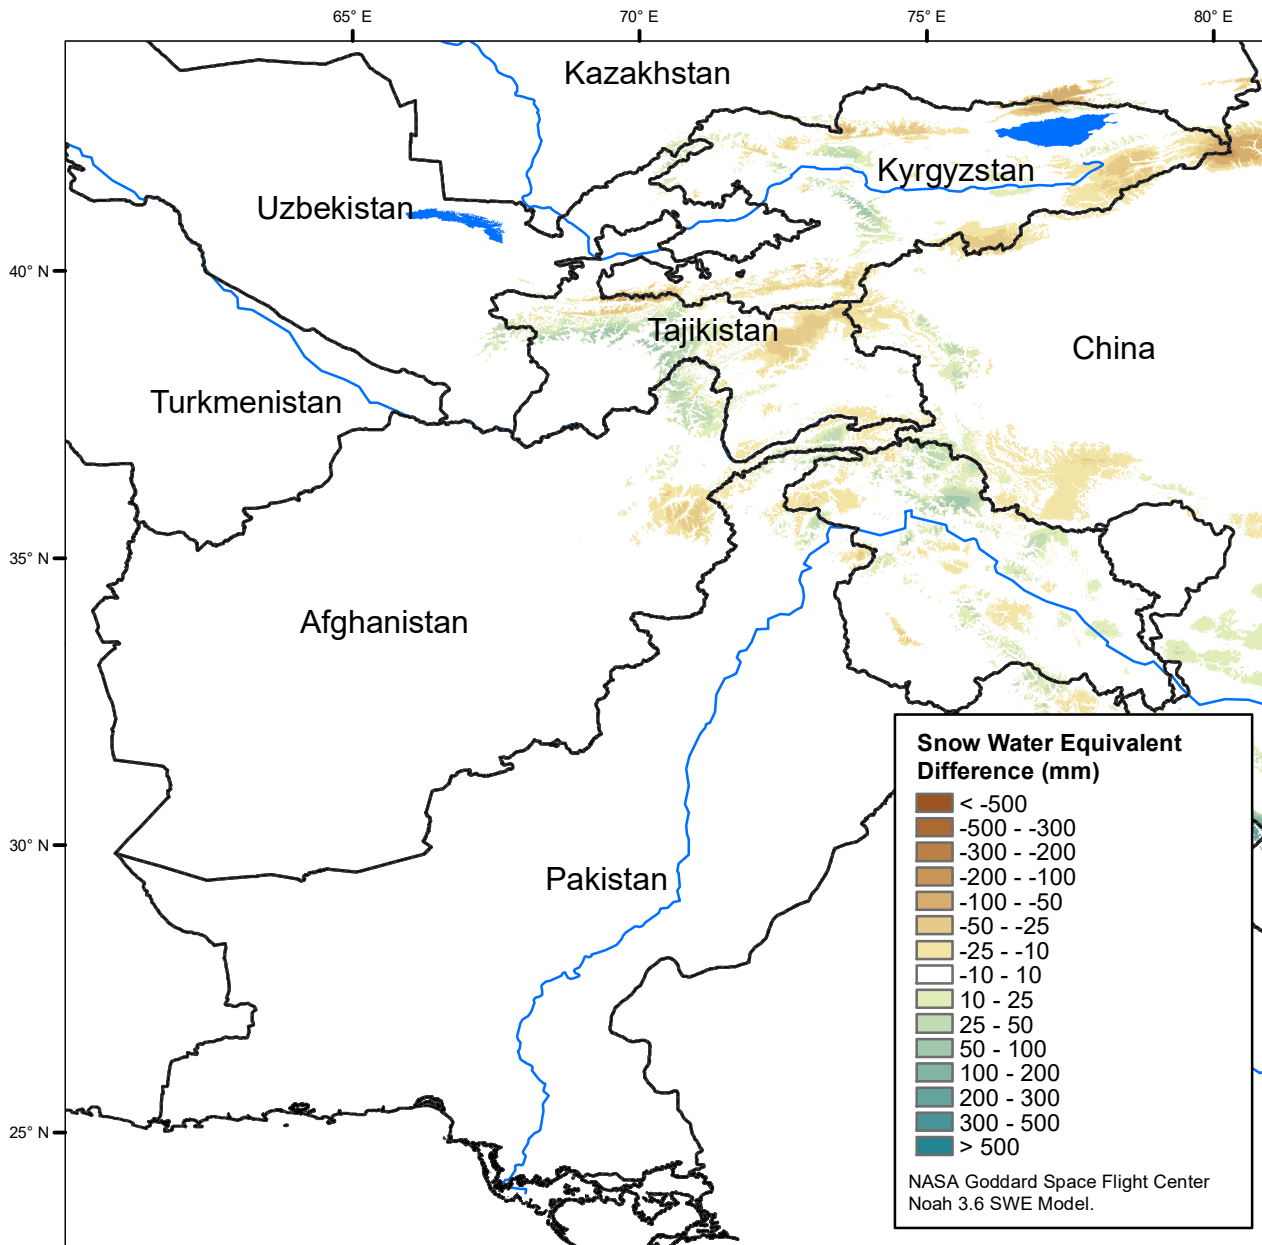 65° E
70° E
75° E
80° E
Kazakhstan
Kyrgyzstan
Uzbekistan
40° N
Tajikistan
China
Turkmenistan
35° N
Afghanistan
30° N
Pakistan
25° N
Snow Water Equivalent
Difference (mm)
< -500
-500 - -300
-300 - -200
-200 - -100
-100 - -50
-50 - -25
-25 - -10
-10 - 10
10 - 25
25 - 50
50 - 100
100 - 200
200 - 300
300 - 500
> 500
NASA Goddard Space Flight Center
Noah 3.6 SWE Model.